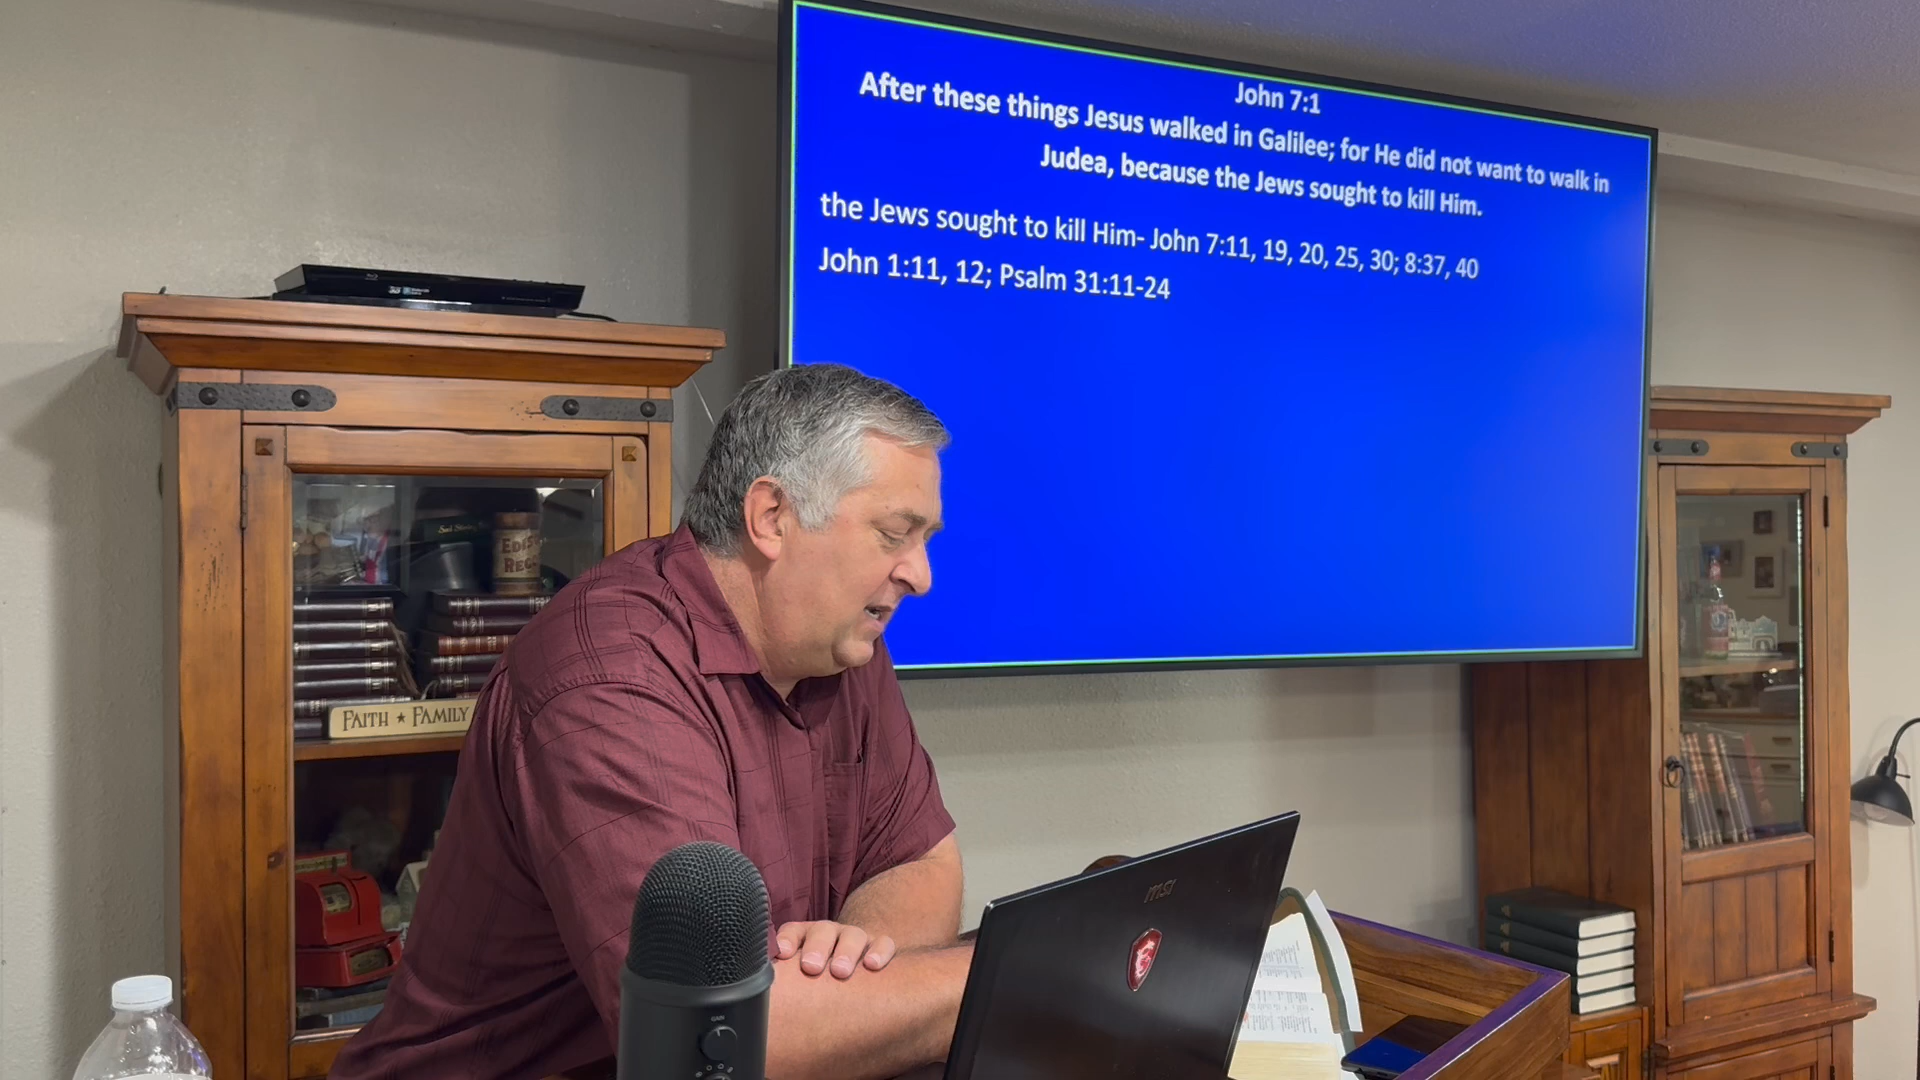 John 7:1
After these things Jesus walked in Galilee; for He did not want to walk in
Judea, because the Jews sought to kill Him.
the Jews sought to kill Him- John 7:11, 19, 20, 25, 30; 8:37, 40
John 1:11, 12; Psalm 31:11-24
FAITH ★ FAMILY
msi
GAIN